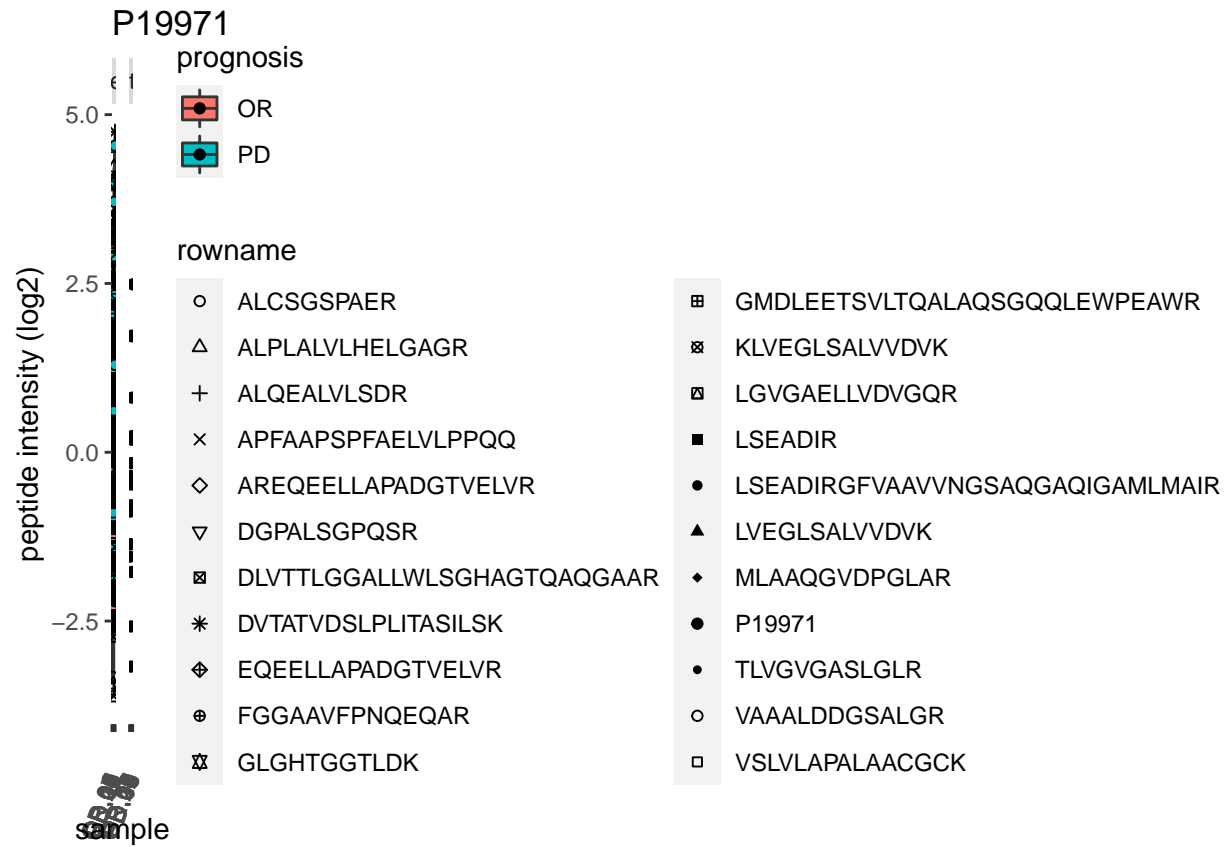 P19971
prognosis
OR
PD
5.0
2.5
0.0
−2.5
peptide intensity (log2)
sample
rowname
ALCSGSPAER
ALPLALVLHELGAGR
ALQEALVLSDR
APFAAPSPFAELVLPPQQ
AREQEELLAPADGTVELVR
DGPALSGPQSR
DLVTTLGGALLWLSGHAGTQAQGAAR
DVTATVDSLPLITASILSK
EQEELLAPADGTVELVR
FGGAAVFPNQEQAR
GLGHTGGTLDK
GMDLEETSVLTQALAQSGQQLEWPEAWR
KLVEGLSALVVDVK
LGVGAELLVDVGQR
LSEADIR
LSEADIRGFVAAVVNGSAQGAQIGAMLMAIR
LVEGLSALVVDVK
MLAAQGVDPGLAR
P19971
TLVGVGASLGLR
VAAALDDGSALGR
VSLVLAPALAACGCK